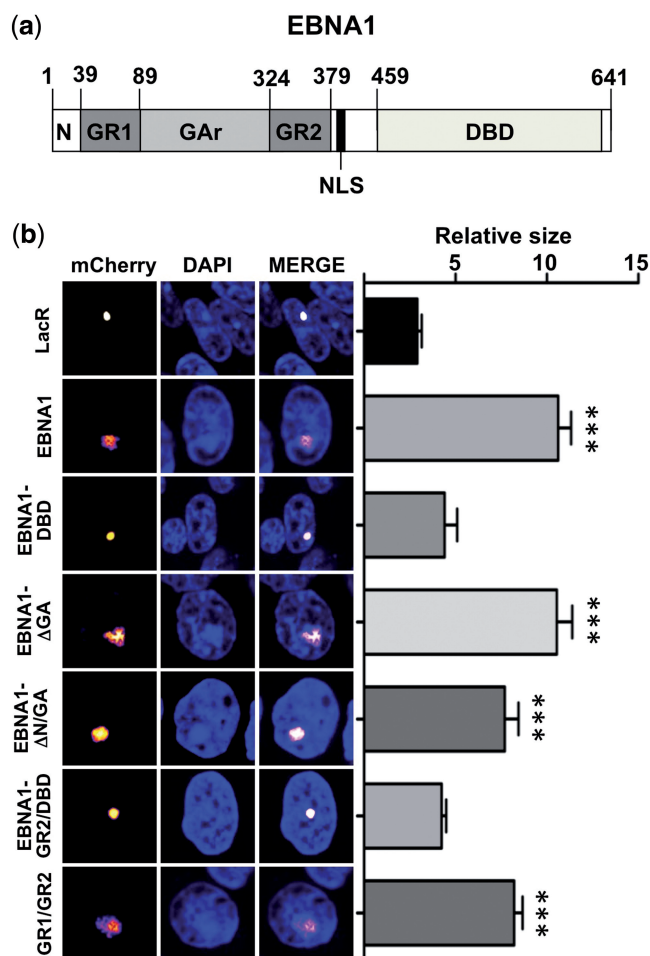 (a)
EBNA1
1 39 89 324 379 459 641
N GR1 GAr GR2 DBD
NLS
(b)
Relative size
mCherry DAPI MERGE
5 10 15
LacR
EBNA1
***
EBNA1-
DBD
EBNA1-
ΔGA
***
EBNA1-
ΔN/GA
***
EBNA1-
GR2/DBD
GR1/GR2
***